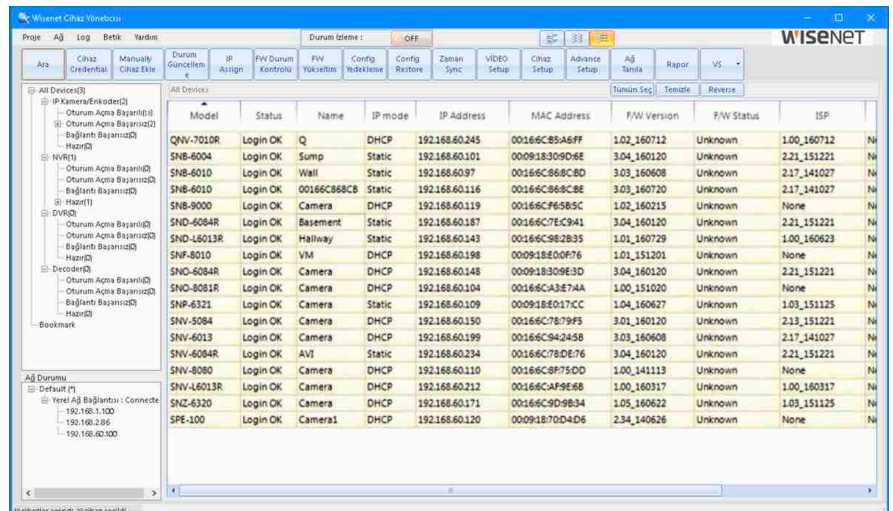 Wisenet Cihaz Yöneticisi
Proje Ağ Log Betik Yardım Durum İzleme : OFF WISENET
Ara Cihaz Credential Manually Cihaz Ekle Durum Güncelleme IP Assign FW Durum Kontrolü FW Yükseltim Config Yedekleme Config Restore Zaman Sync VİDEO Setup Cihaz Setup Advance Setup Ağ Tanıla Rapor VS
All Devices Tümün Seç Temizle Reverse
All Devices(3)
IP Kamera/Enkoder(2)
Oturum Açma Başarılı(0)
Oturum Açma Başarısız(2)
Bağlantı Başarısız(0)
Hazır(0)
NVR(1)
Oturum Açma Başarılı(0)
Oturum Açma Başarısız(0)
Bağlantı Başarısız(0)
Hazır(1)
DVR(0)
Oturum Açma Başarılı(0)
Oturum Açma Başarısız(0)
Bağlantı Başarısız(0)
Hazır(0)
Decoder(0)
Oturum Açma Başarılı(0)
Oturum Açma Başarısız(0)
Bağlantı Başarısız(0)
Hazır(0)
Bookmark
Ağ Durumu
Default (*)
Yerel Ağ Bağlantısı : Connecte
192.168.1.100
192.168.2.86
192.168.60.100
Model Status Name IP mode IP Address MAC Address F/W Version F/W Status ISP
QNV-7010R Login OK Q DHCP 192.168.60.245 00:16:6C:B5:A6:FF 1.02_160712 Unknown 1.00_160712
SNB-6004 Login OK Sump Static 192.168.60.101 00:09:18:30:9D:6E 3.04_160120 Unknown 2.21_151221
SNB-6010 Login OK Wall Static 192.168.60.97 00:16:6C:86:8C:BD 3.03_160608 Unknown 2.17_141027
SNB-6010 Login OK 00166C868CB Static 192.168.60.116 00:16:6C:86:8C:BE 3.03_160720 Unknown 2.17_141027
SNB-9000 Login OK Camera DHCP 192.168.60.119 00:16:6C:F6:5B:5C 1.02_160215 Unknown None
SND-6084R Login OK Basement Static 192.168.60.187 00:16:6C:7E:C9:41 3.04_160120 Unknown 2.21_151221
SND-L6013R Login OK Hallway Static 192.168.60.143 00:16:6C:98:2B:35 1.01_160729 Unknown 1.00_160623
SNF-8010 Login OK VM DHCP 192.168.60.198 00:09:18:E0:0F:76 1.01_151201 Unknown None
SNO-6084R Login OK Camera DHCP 192.168.60.148 00:09:18:30:9E:3D 3.04_160120 Unknown 2.21_151221
SNO-8081R Login OK Camera DHCP 192.168.60.104 00:16:6C:A3:E7:4A 1.00_151020 Unknown None
SNP-6321 Login OK Camera Static 192.168.60.109 00:09:18:E0:17:CC 1.04_160627 Unknown 1.03_151125
SNV-5084 Login OK Camera DHCP 192.168.60.150 00:16:6C:78:79:F5 3.01_160120 Unknown 2.13_151221
SNV-6013 Login OK Camera DHCP 192.168.60.199 00:16:6C:94:24:5B 3.03_160608 Unknown 2.17_141027
SNV-6084R Login OK AVI Static 192.168.60.234 00:16:6C:78:DE:76 3.04_160120 Unknown 2.21_151221
SNV-8080 Login OK Camera DHCP 192.168.60.110 00:16:6C:8F:75:DD 1.00_141113 Unknown None
SNV-L6013R Login OK Camera DHCP 192.168.60.212 00:16:6C:AF:9E:6B 1.00_160317 Unknown 1.00_160317
SNZ-6320 Login OK Camera DHCP 192.168.60.171 00:16:6C:9D:9B:34 1.05_160622 Unknown 1.03_151125
SPE-100 Login OK Camera1 DHCP 192.168.60.120 00:09:18:70:D4:D6 2.34_140626 Unknown None